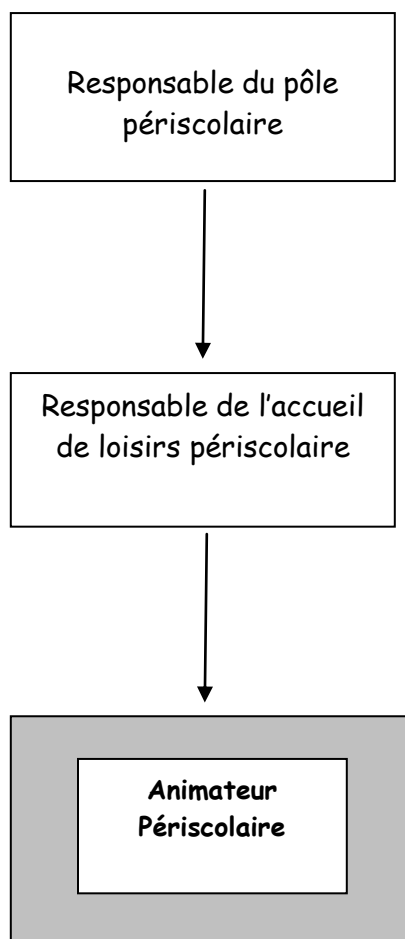 Responsable du pôle
périscolaire
Responsable de l’accueil
de loisirs périscolaire
Animateur
Périscolaire